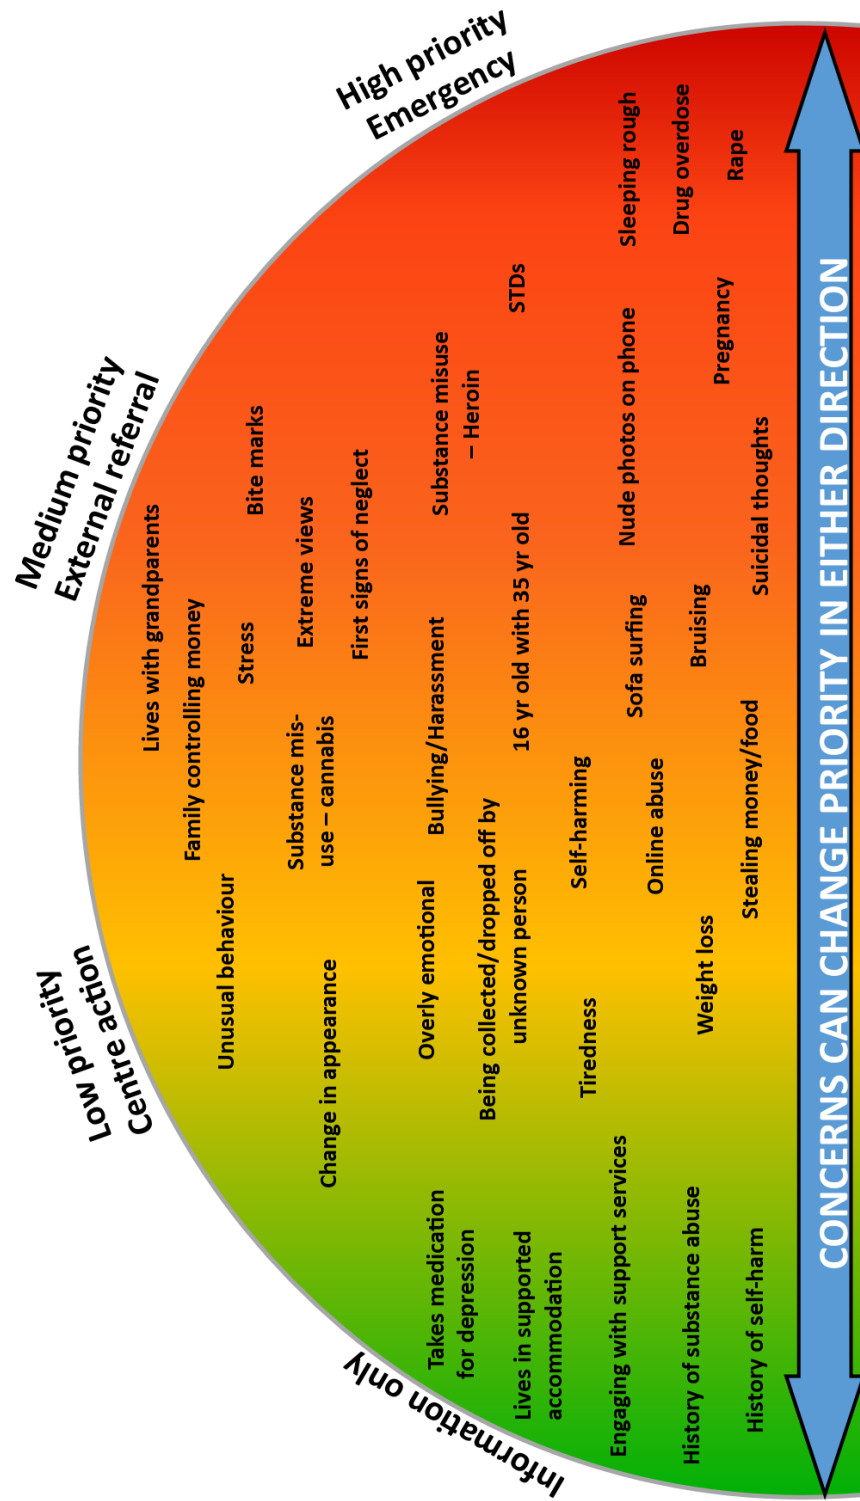 Information only
Low priority
Centre action
Medium priority
External referral
High priority
Emergency
Lives with grandparents
Family controlling money
Unusual behaviour
Stress
Bite marks
Substance mis-
use – cannabis
Extreme views
Change in appearance
First signs of neglect
Takes medication
for depression
Overly emotional
Bullying/Harassment
Substance misuse
– Heroin
Being collected/dropped off by
unknown person
Lives in supported
accommodation
16 yr old with 35 yr old
STDs
Tiredness
Self-harming
Engaging with support services
Sofa surfing
Nude photos on phone
Sleeping rough
Online abuse
Drug overdose
History of substance abuse
Weight loss
Bruising
Pregnancy
Rape
History of self-harm
Stealing money/food
Suicidal thoughts
CONCERNS CAN CHANGE PRIORITY IN EITHER DIRECTION